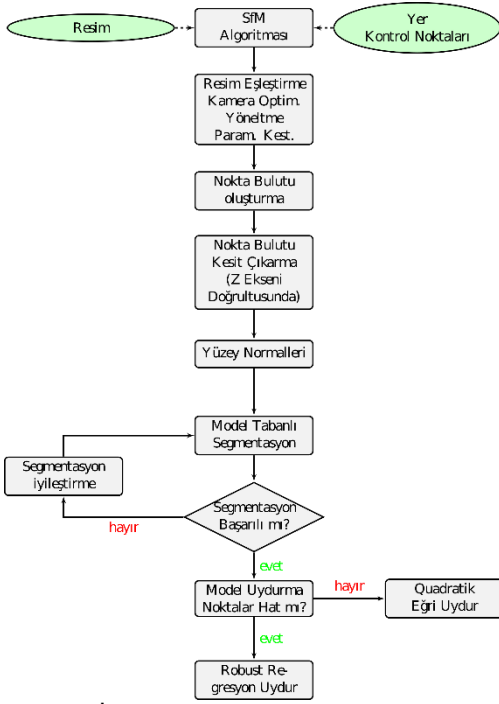 Resim
SfM
Algoritması
Yer
Kontrol Noktaları
Resim Eşleştirme
Kamera Optim.
Yöneltme
Param. Kest.
Nokta Bulutu
oluşturma
Nokta Bulutu
Kesit Çıkarma
(Z Ekseni
Doğrultusunda)
Yüzey Normalleri
Model Tabanlı
Segmentasyon
Segmentasyon
iyileştirme
Segmentasyon
Başarılı mı?
hayır
evet
Model Uydurma
Noktalar Hat mı?
hayır
Quadratik
Eğri Uydur
evet
Robust Re-
gresyon Uydur